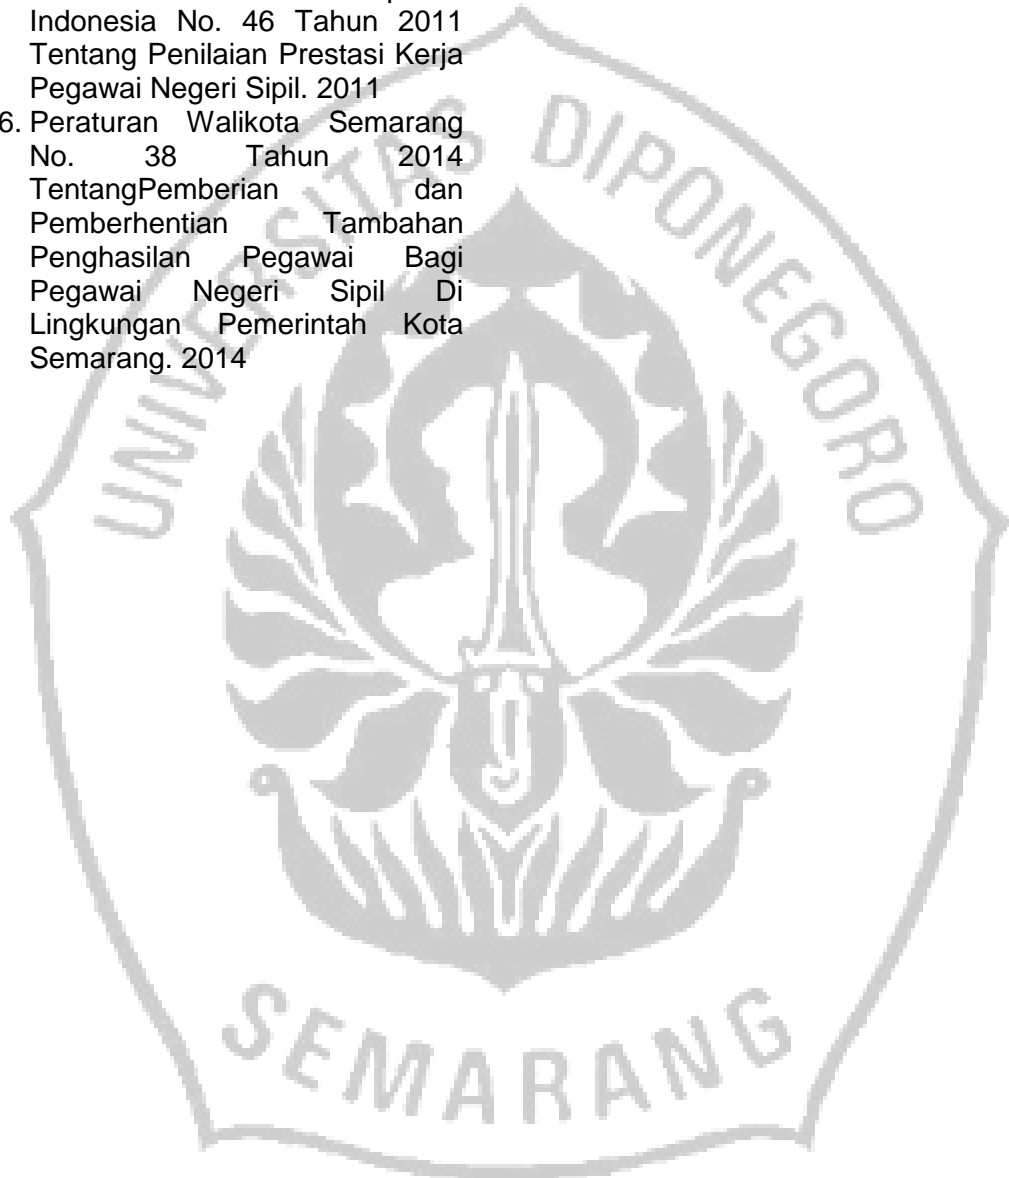 Indonesia No. 46 Tahun 2011
Tentang Penilaian Prestasi Kerja
Pegawai Negeri Sipil. 2011
6. Peraturan Walikota Semarang
No. 38 Tahun 2014
TentangPemberian dan
Pemberhentian Tambahan
Penghasilan Pegawai Bagi
Pegawai Negeri Sipil Di
Lingkungan Pemerintah Kota
Semarang. 2014
UNIVERSITAS DIPONEGORO
SEMARANG